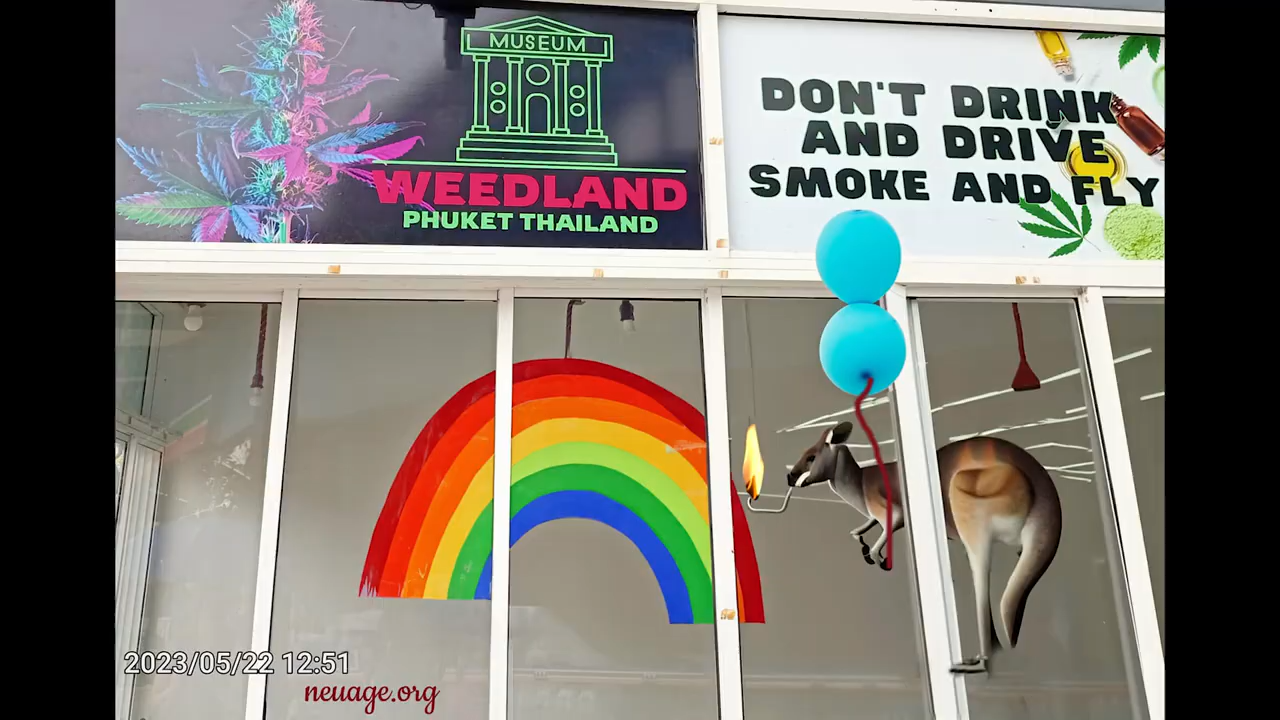 MUSEUM
WEEDLAND
PHUKET THAILAND
DON'T DRINK
AND DRIVE
SMOKE AND FLY
2023/05/22 12:51
neuage.org